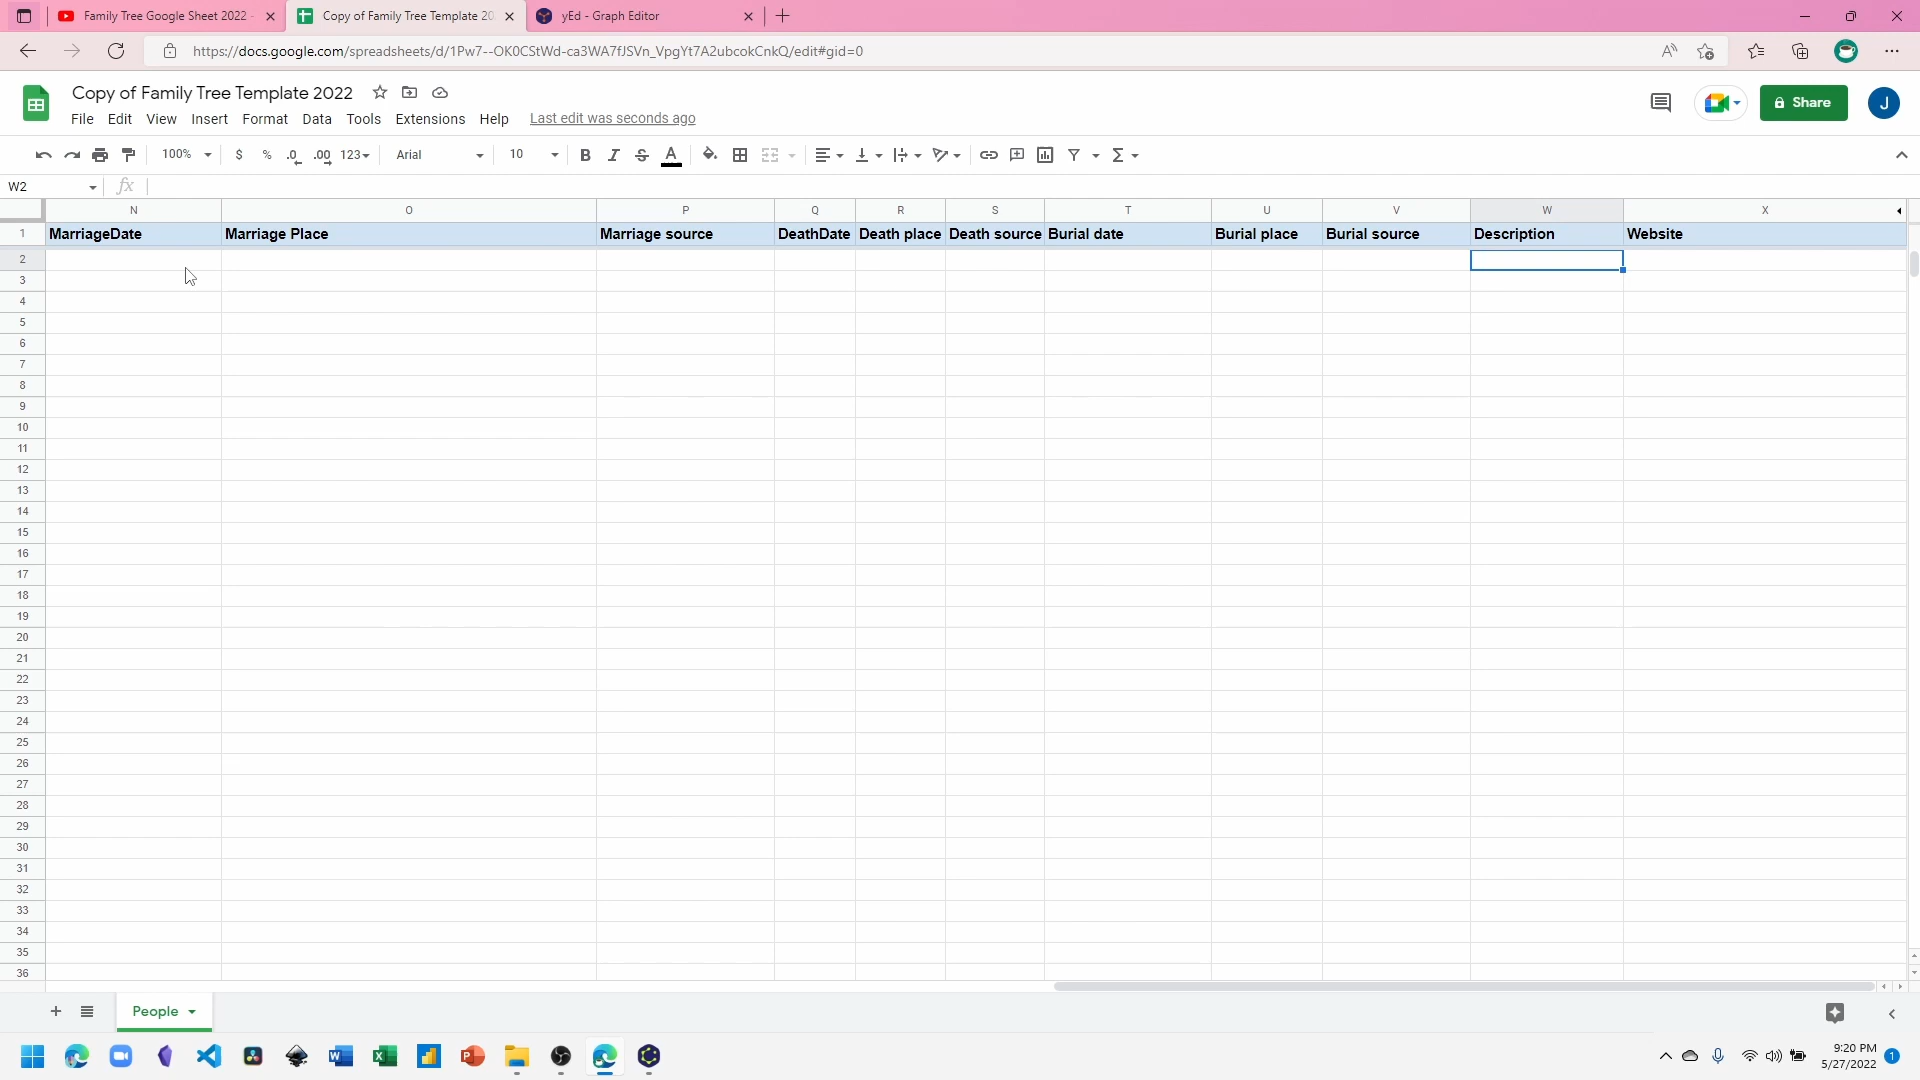 Family Tree Google Sheet 2022 -
Copy of Family Tree Template 20
yEd - Graph Editor
https://docs.google.com/spreadsheets/d/1Pw7--OK0CStWd-ca3WA7fJSVn_VpgYt7A2ubcokCnkQ/edit#gid=0
Copy of Family Tree Template 2022
File Edit View Insert Format Data Tools Extensions Help Last edit was seconds ago
Share
J
100% $ % .0 .00 123 Arial 10 B I S A
W2 fx
N O P Q R S T U V W X
1 MarriageDate Marriage Place Marriage source DeathDate Death place Death source Burial date Burial place Burial source Description Website
2
3
4
5
6
7
8
9
10
11
12
13
14
15
16
17
18
19
20
21
22
23
24
25
26
27
28
29
30
31
32
33
34
35
36
People
9:20 PM
5/27/2022
1